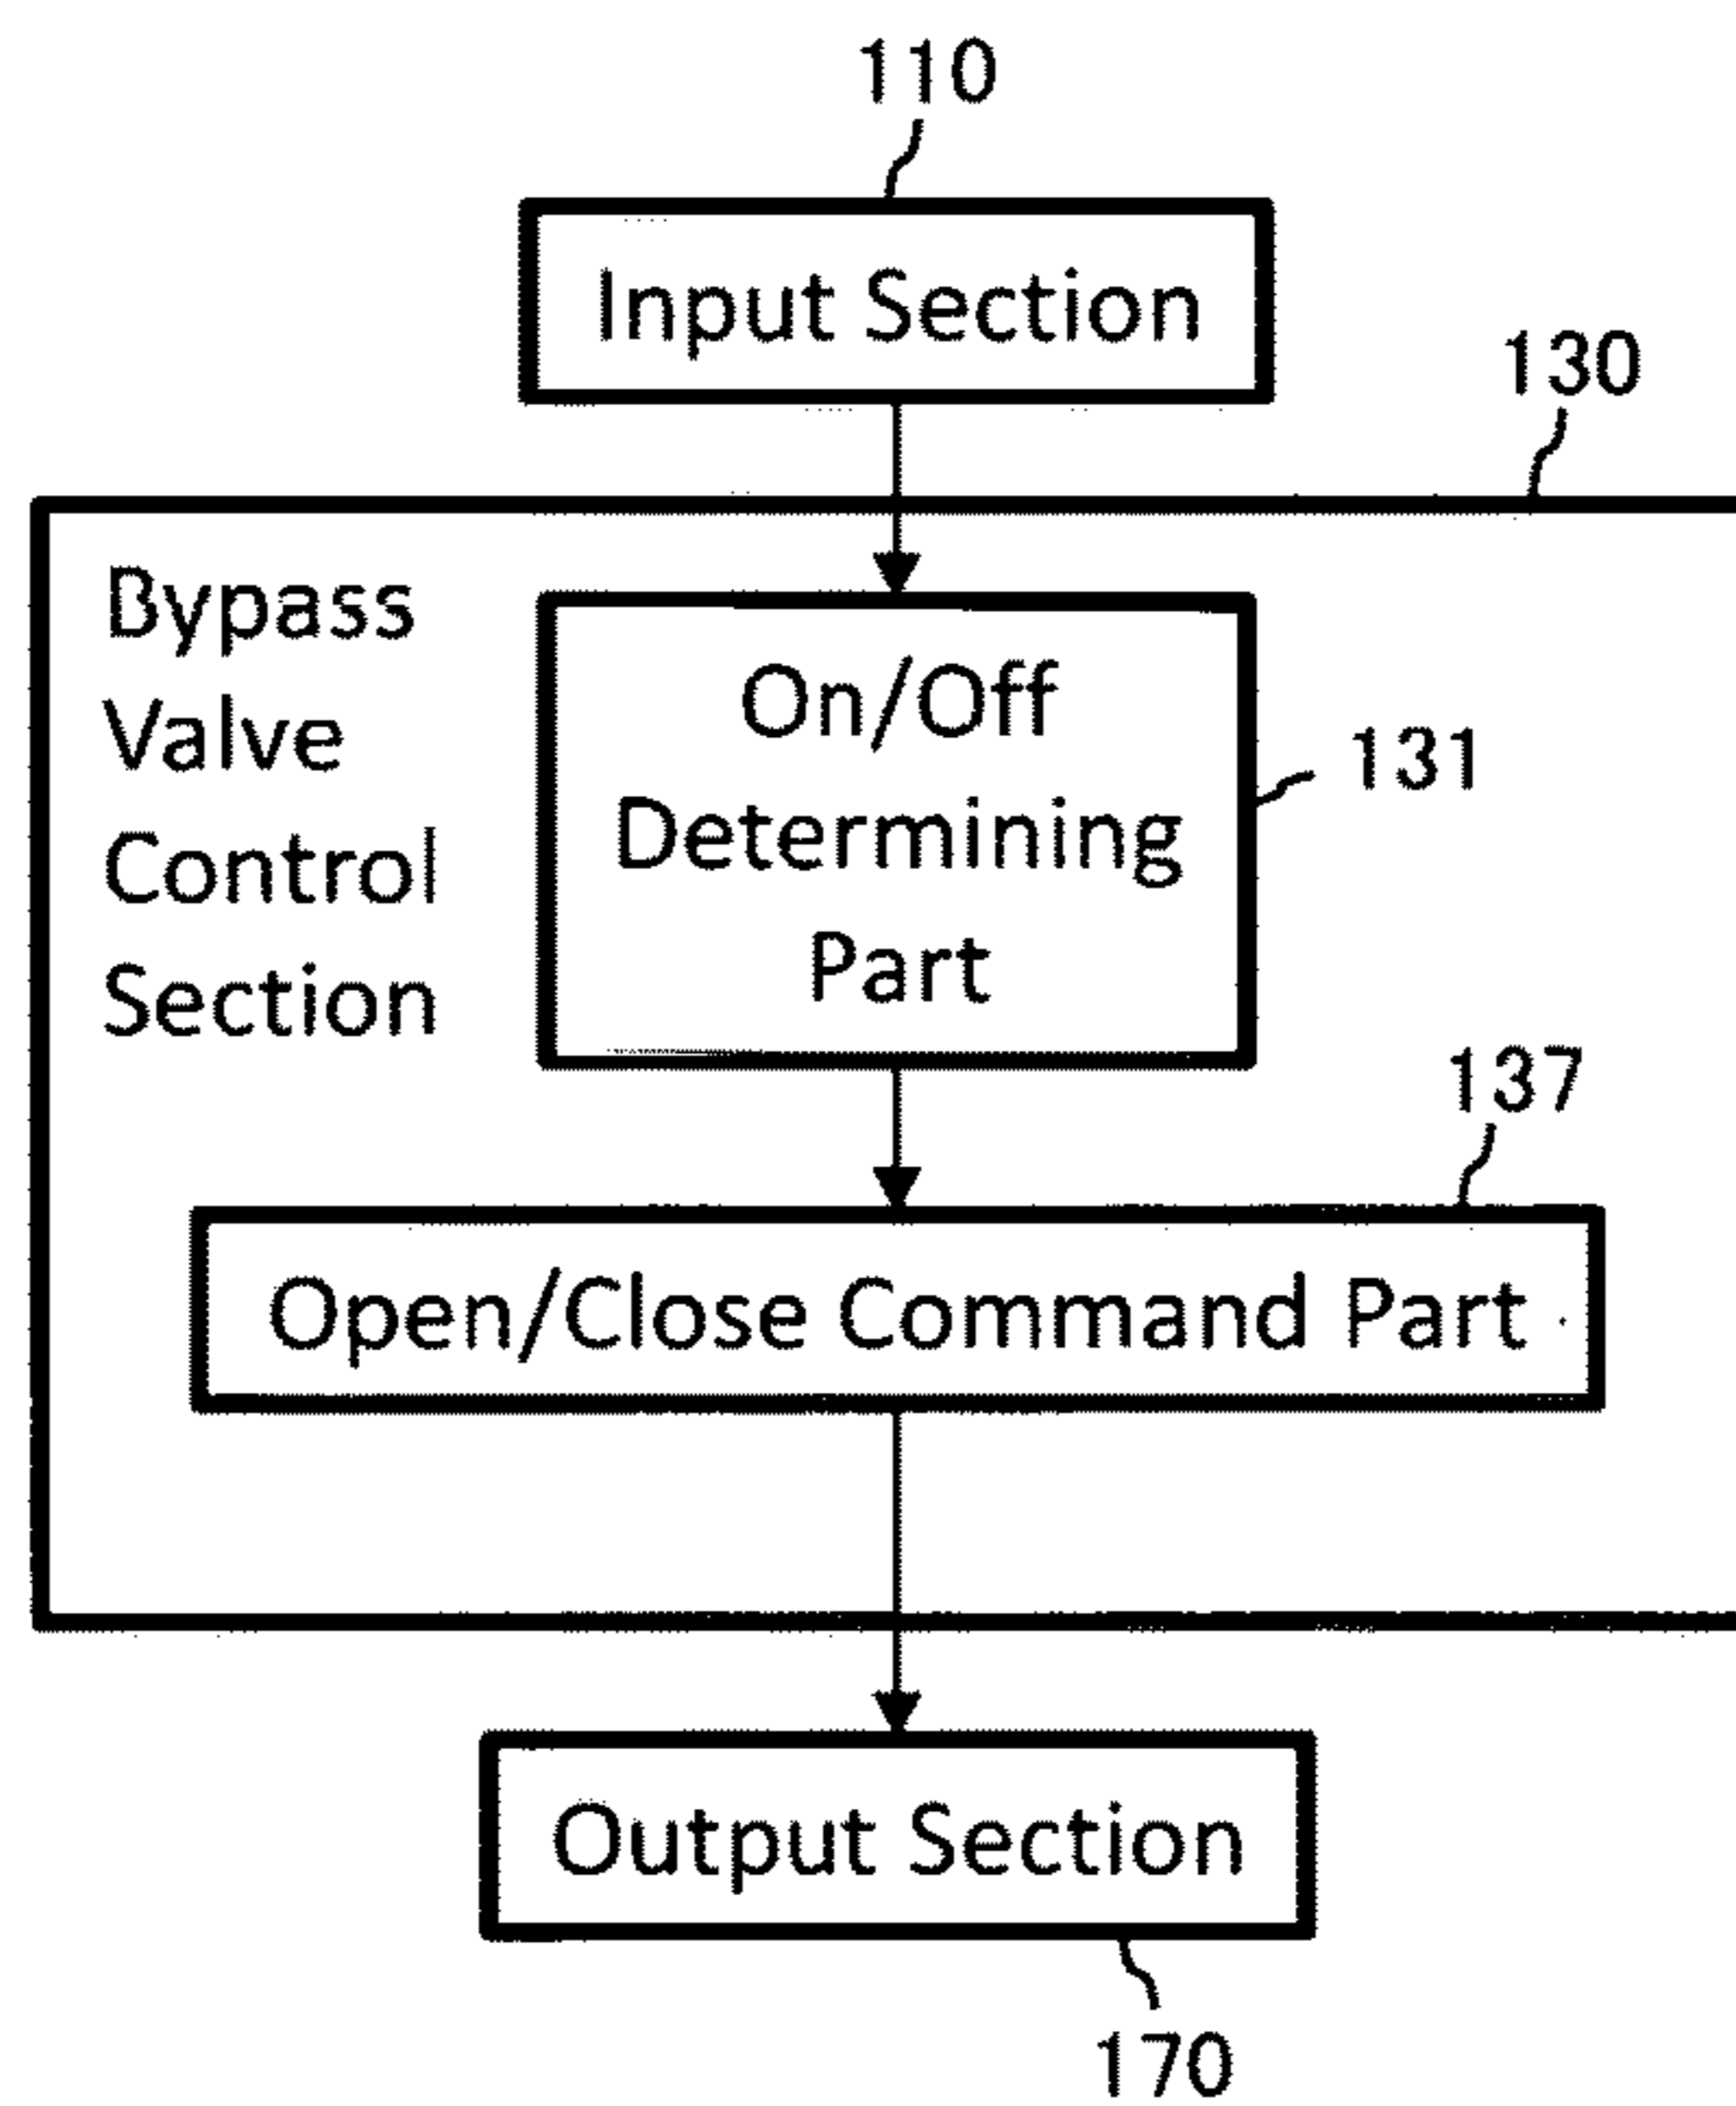 110
Input Section
130
Bypass
Valve
Control
Section
On/Off
Determining
Part
131
137
Open/Close Command Part
Output Section
170